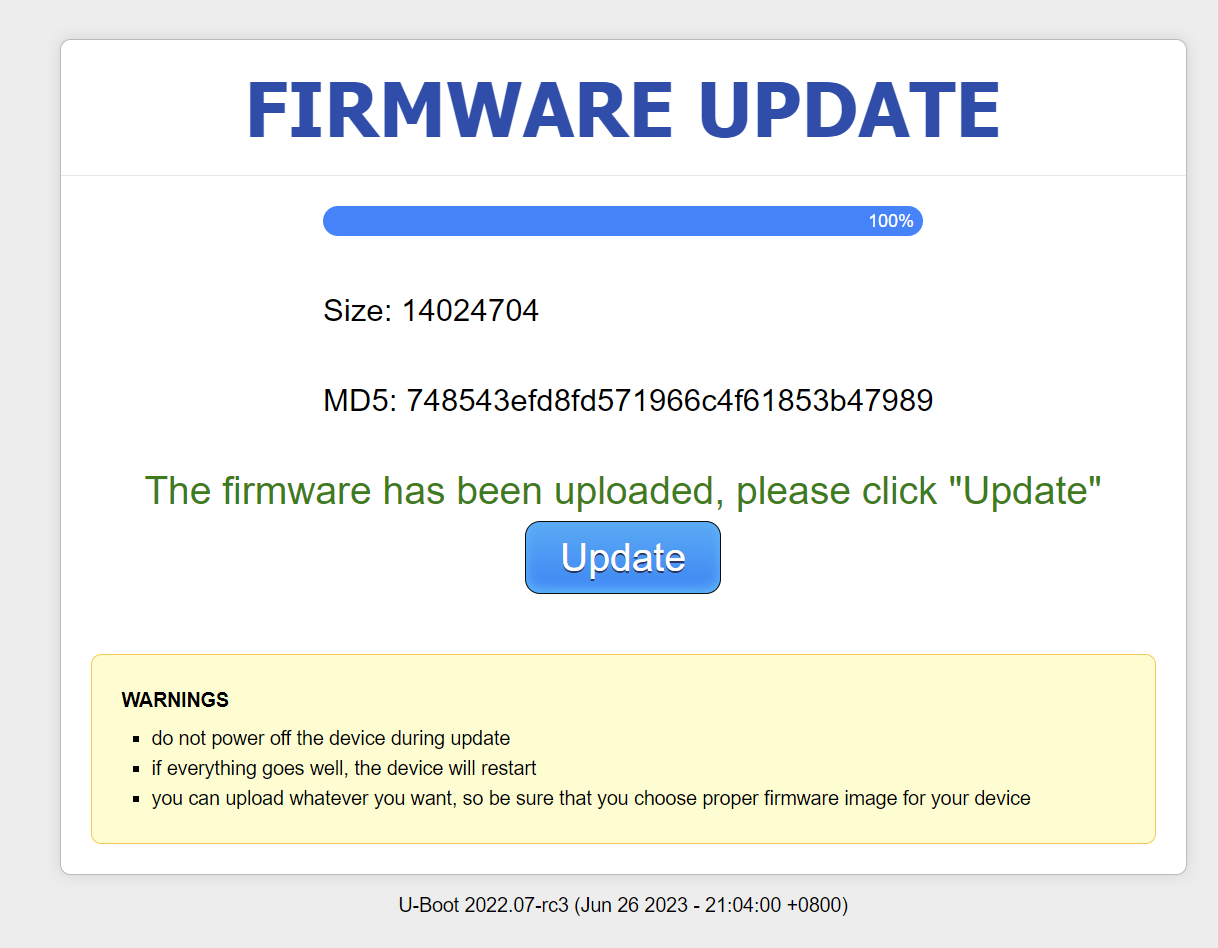 FIRMWARE UPDATE
100%
Size: 14024704
MD5: 748543efd8fd571966c4f61853b47989
The firmware has been uploaded, please click "Update"
Update
WARNINGS
do not power off the device during update
if everything goes well, the device will restart
you can upload whatever you want, so be sure that you choose proper firmware image for your device
U-Boot 2022.07-rc3 (Jun 26 2023 - 21:04:00 +0800)